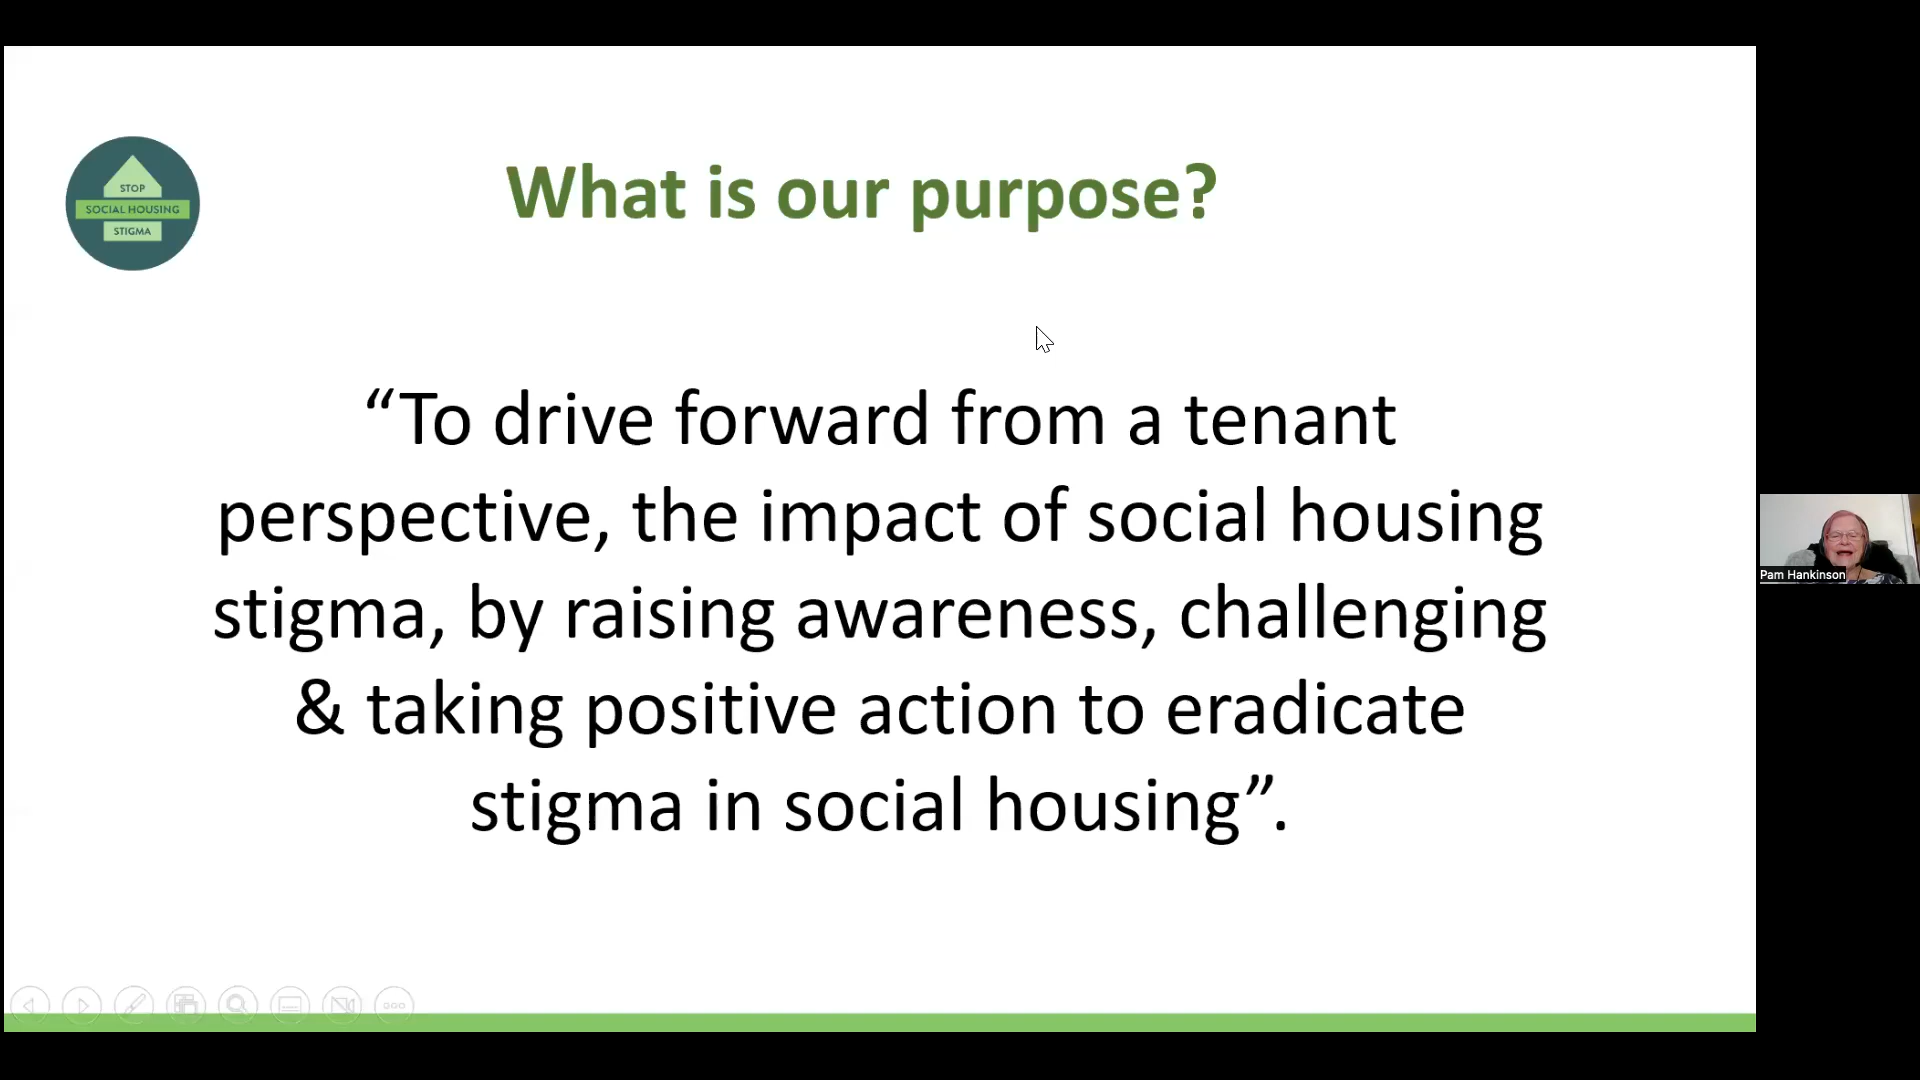 STOP
SOCIAL HOUSING
STIGMA
What is our purpose?
“To drive forward from a tenant
perspective, the impact of social housing
stigma, by raising awareness, challenging
& taking positive action to eradicate
stigma in social housing”.
Pam Hankinson